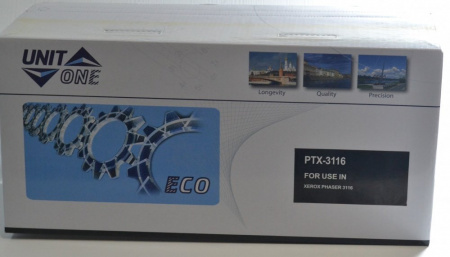 UNIT
ONE
Longevity
Quality
Precision
ECO
PTX-3116
FOR USE IN
XEROX PHASER 3116